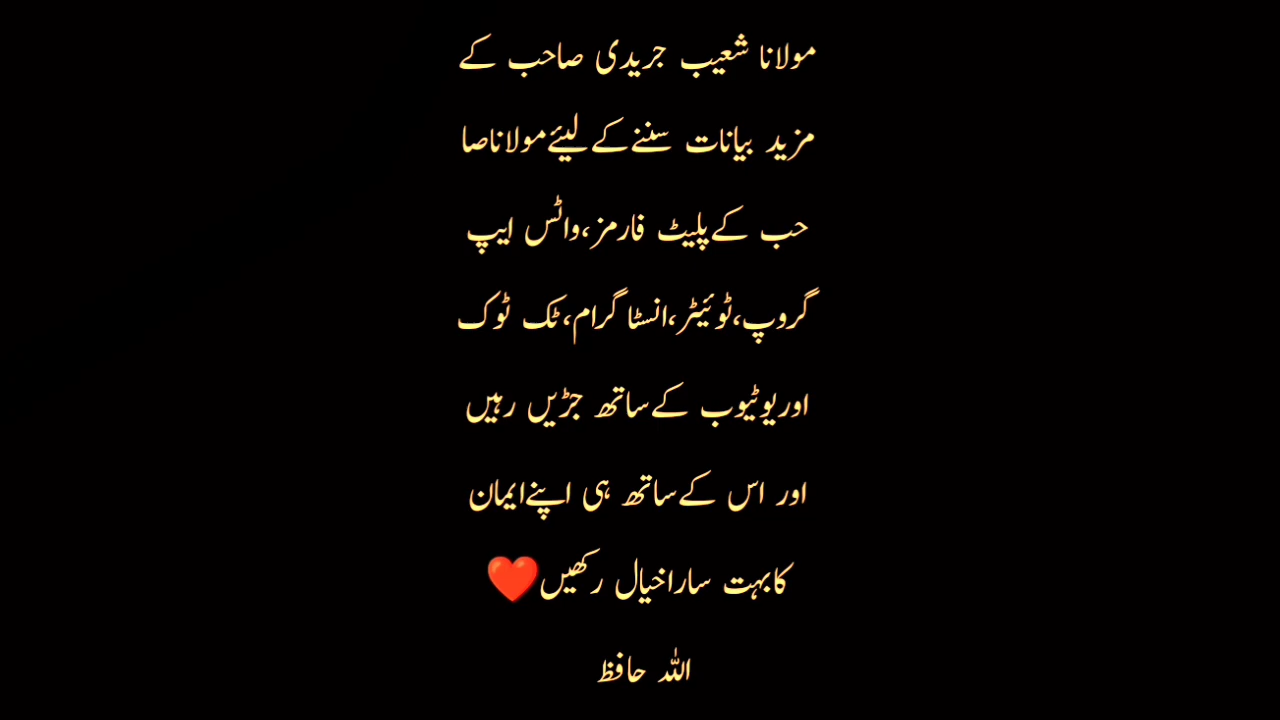 مولانا شعیب جریدی صاحب کے
مزید بیانات سننے کے لیئے مولانا صا
حب کے پلیٹ فارمز، واٹس ایپ
گروپ، ٹوئیٹر، انسٹا گرام، ٹک ٹوک
اور یوٹیوب کے ساتھ جڑیں رہیں
اور اس کے ساتھ ہی اپنے ایمان
کا بہت سارا خیال رکھیں❤️
اللہ حافظ